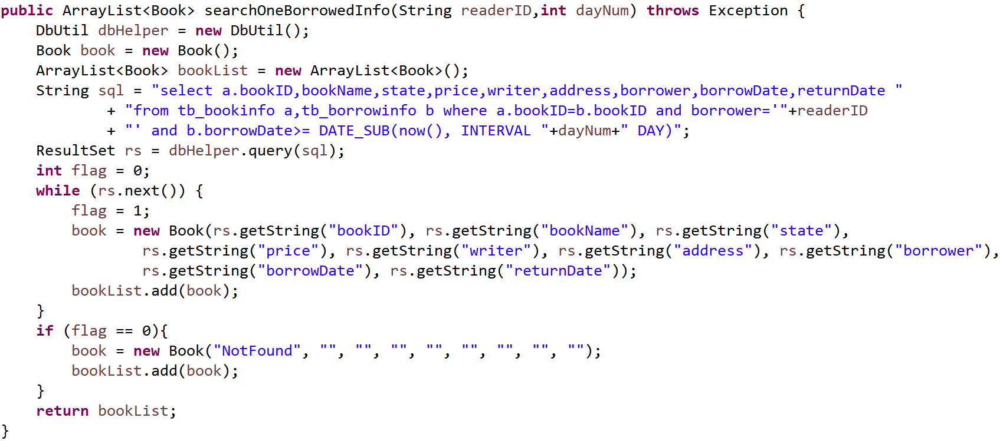 public ArrayList<Book> searchOneBorrowedInfo(String readerID,int dayNum) throws Exception {
    DbUtil dbHelper = new DbUtil();
    Book book = new Book();
    ArrayList<Book> bookList = new ArrayList<Book>();
    String sql = "select a.bookID,bookName,state,price,writer,address,borrower,borrowDate,returnDate "
            + "from tb_bookinfo a,tb_borrowinfo b where a.bookID=b.bookID and borrower='"+readerID
            + "' and b.borrowDate>= DATE_SUB(now(), INTERVAL "+dayNum+" DAY)";
    ResultSet rs = dbHelper.query(sql);
    int flag = 0;
    while (rs.next()) {
        flag = 1;
        book = new Book(rs.getString("bookID"), rs.getString("bookName"), rs.getString("state"),
                rs.getString("price"), rs.getString("writer"), rs.getString("address"), rs.getString("borrower"),
                rs.getString("borrowDate"), rs.getString("returnDate"));
        bookList.add(book);
    }
    if (flag == 0){
        book = new Book("NotFound", "", "", "", "", "", "", "", "");
        bookList.add(book);
    }
    return bookList;
}